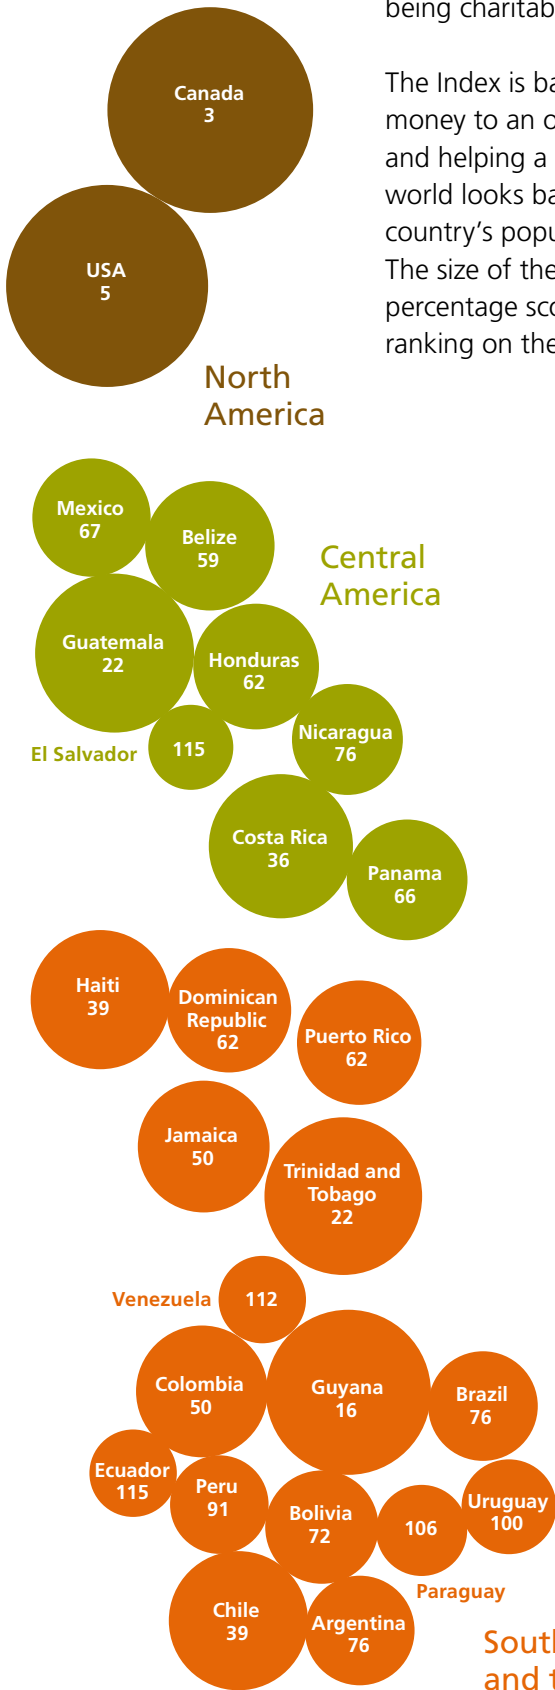 being charitab
The Index is ba
money to an o
and helping a
world looks ba
country's popu
The size of the
percentage sco
ranking on the
Canada
3
USA
5
North
America
Mexico
67
Belize
59
Central
America
Guatemala
22
Honduras
62
El Salvador
115
Nicaragua
76
Costa Rica
36
Panama
66
Haiti
39
Dominican
Republic
62
Puerto Rico
62
Jamaica
50
Trinidad and
Tobago
22
Venezuela
112
Colombia
50
Guyana
16
Brazil
76
Ecuador
115
Peru
91
Bolivia
72
106
Paraguay
Uruguay
100
Chile
39
Argentina
76
South
and t